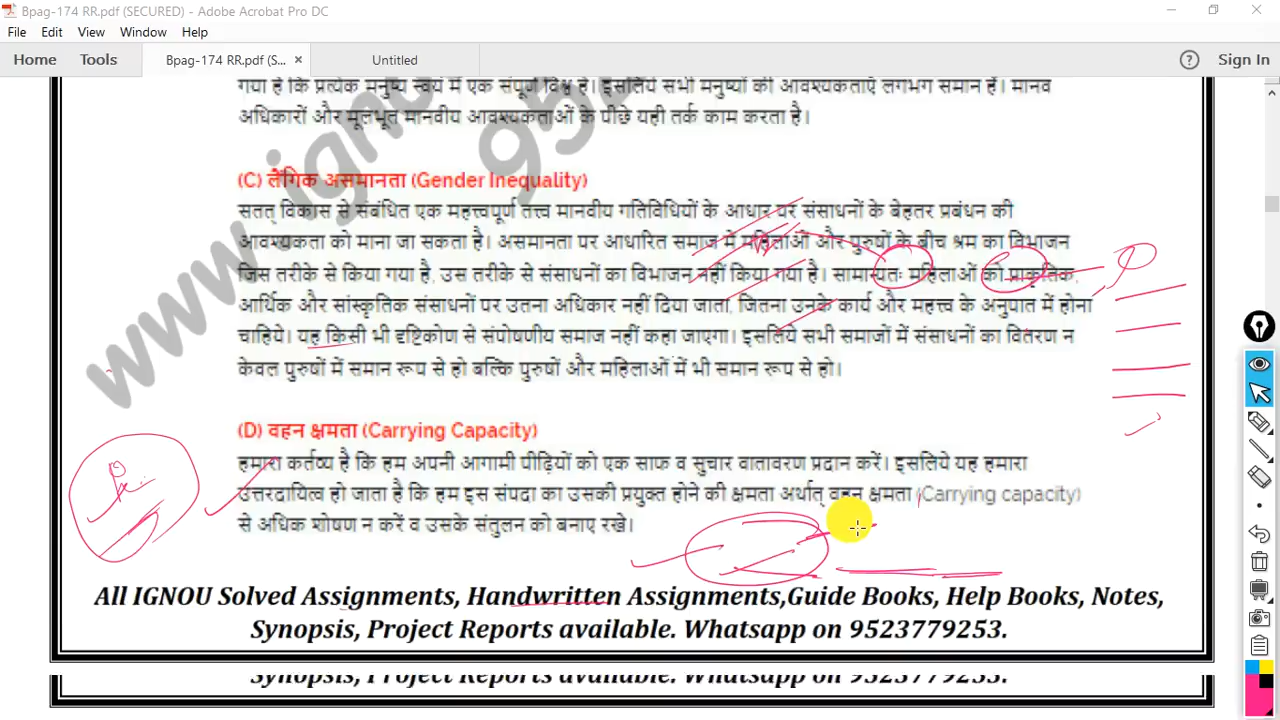 Bpag-174 RR.pdf (SECURED) - Adobe Acrobat Pro DC
File Edit View Window Help
Home Tools Bpag-174 RR.pdf (S... × Untitled Sign In
गया है कि प्रत्येक मनुष्य स्वयं में एक संपूर्ण विश्व है। इसलिये सभी मनुष्यों की आवश्यकताएँ लगभग समान हैं। मानव
अधिकारों और मूलभूत मानवीय आवश्यकताओं के पीछे यही तर्क काम करता है।
(C) लैंगिक असमानता (Gender Inequality)
सतत् विकास से संबंधित एक महत्त्वपूर्ण तत्त्व मानवीय गतिविधियों के आधार पर संसाधनों के बेहतर प्रबंधन की
आवश्यकता को माना जा सकता है। असमानता पर आधारित समाज में महिलाओं और पुरुषों के बीच श्रम का विभाजन
जिस तरीके से किया गया है, उस तरीके से संसाधनों का विभाजन नहीं किया गया है। सामान्यतः महिलाओं को प्राकृतिक,
आर्थिक और सांस्कृतिक संसाधनों पर उतना अधिकार नहीं दिया जाता, जितना उनके कार्य और महत्त्व के अनुपात में होना
चाहिये। यह किसी भी दृष्टिकोण से संपोषणीय समाज नहीं कहा जाएगा। इसलिये सभी समाजों में संसाधनों का वितरण न
केवल पुरुषों में समान रूप से हो बल्कि पुरुषों और महिलाओं में भी समान रूप से हो।
(D) वहन क्षमता (Carrying Capacity)
हमारा कर्तव्य है कि हम अपनी आगामी पीढ़ियों को एक साफ व सुचार वातावरण प्रदान करें। इसलिये यह हमारा
उत्तरदायित्व हो जाता है कि हम इस संपदा का उसकी प्रयुक्त होने की क्षमता अर्थात् वहन क्षमता (Carrying capacity)
से अधिक शोषण न करें व उसके संतुलन को बनाए रखे।
All IGNOU Solved Assignments, Handwritten Assignments,Guide Books, Help Books, Notes,
Synopsis, Project Reports available. Whatsapp on 9523779253.
Synopsis, Project Reports available. Whatsapp on 9523779253.